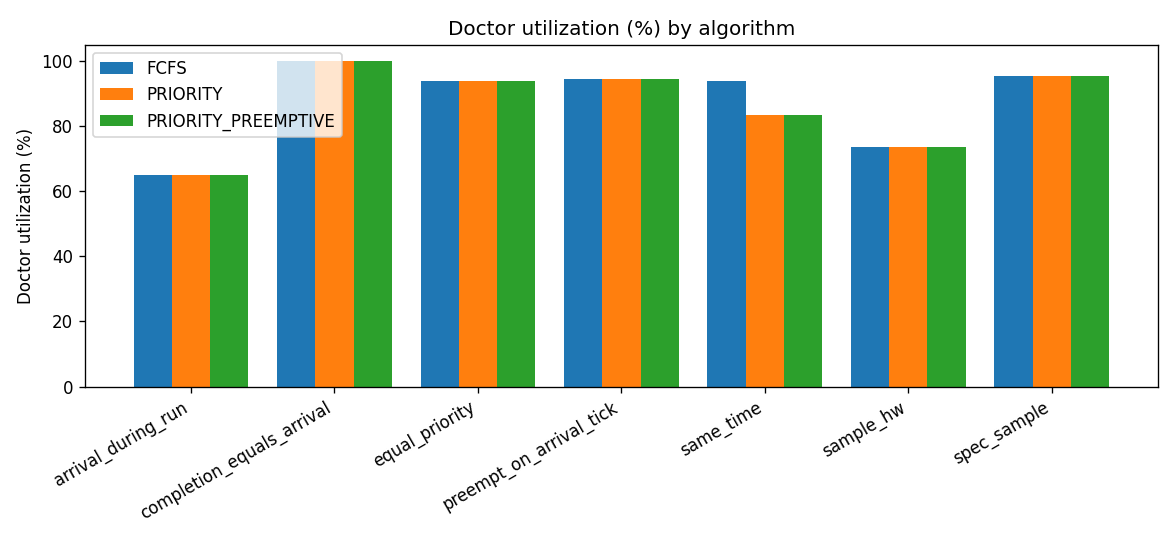 Doctor utilization (%) by algorithm
Doctor utilization (%)
100
80
60
40
20
0
FCFS
PRIORITY
PRIORITY_PREEMPTIVE
arrival_during_run
completion_equals_arrival
equal_priority
preempt_on_arrival_tick
same_time
sample_hw
spec_sample